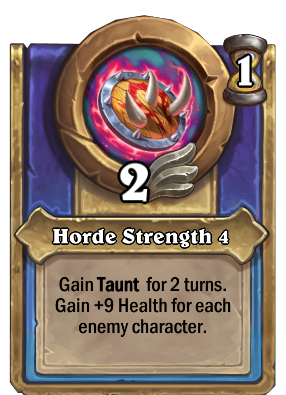 1
2
Horde Strength 4
Gain Taunt for 2 turns.
Gain +9 Health for each
enemy character.